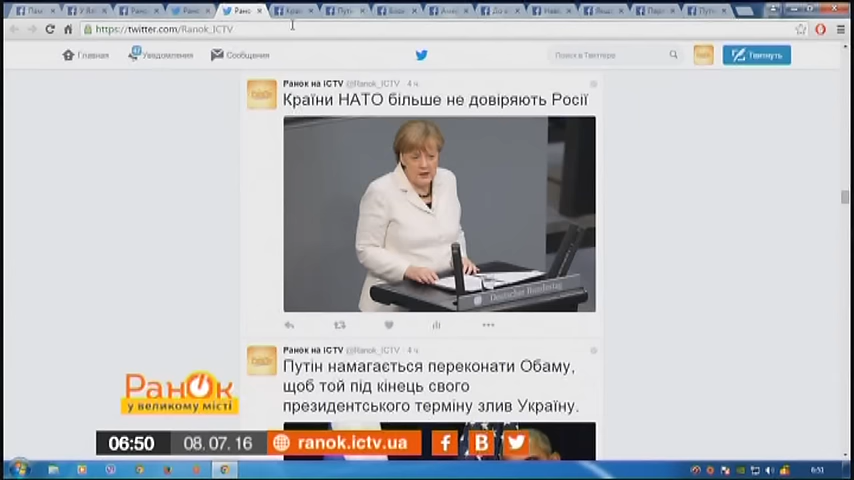 https://twitter.com/Ranok_ICTV
Главная
Уведомления
Сообщения
Поиск в Твиттере
Твитнуть
Ранок на ICTV @Ranok_ICTV · 4 ч
Країни НАТО більше не довіряють Росії
Deutscher Bundestag
Ранок на ICTV @Ranok_ICTV · 4 ч
Путін намагається переконати Обаму,
щоб той під кінець свого
президентського терміну злив Україну.
Ранок
у великому місті
06:50 08.07.16 ranok.ictv.ua
6:51